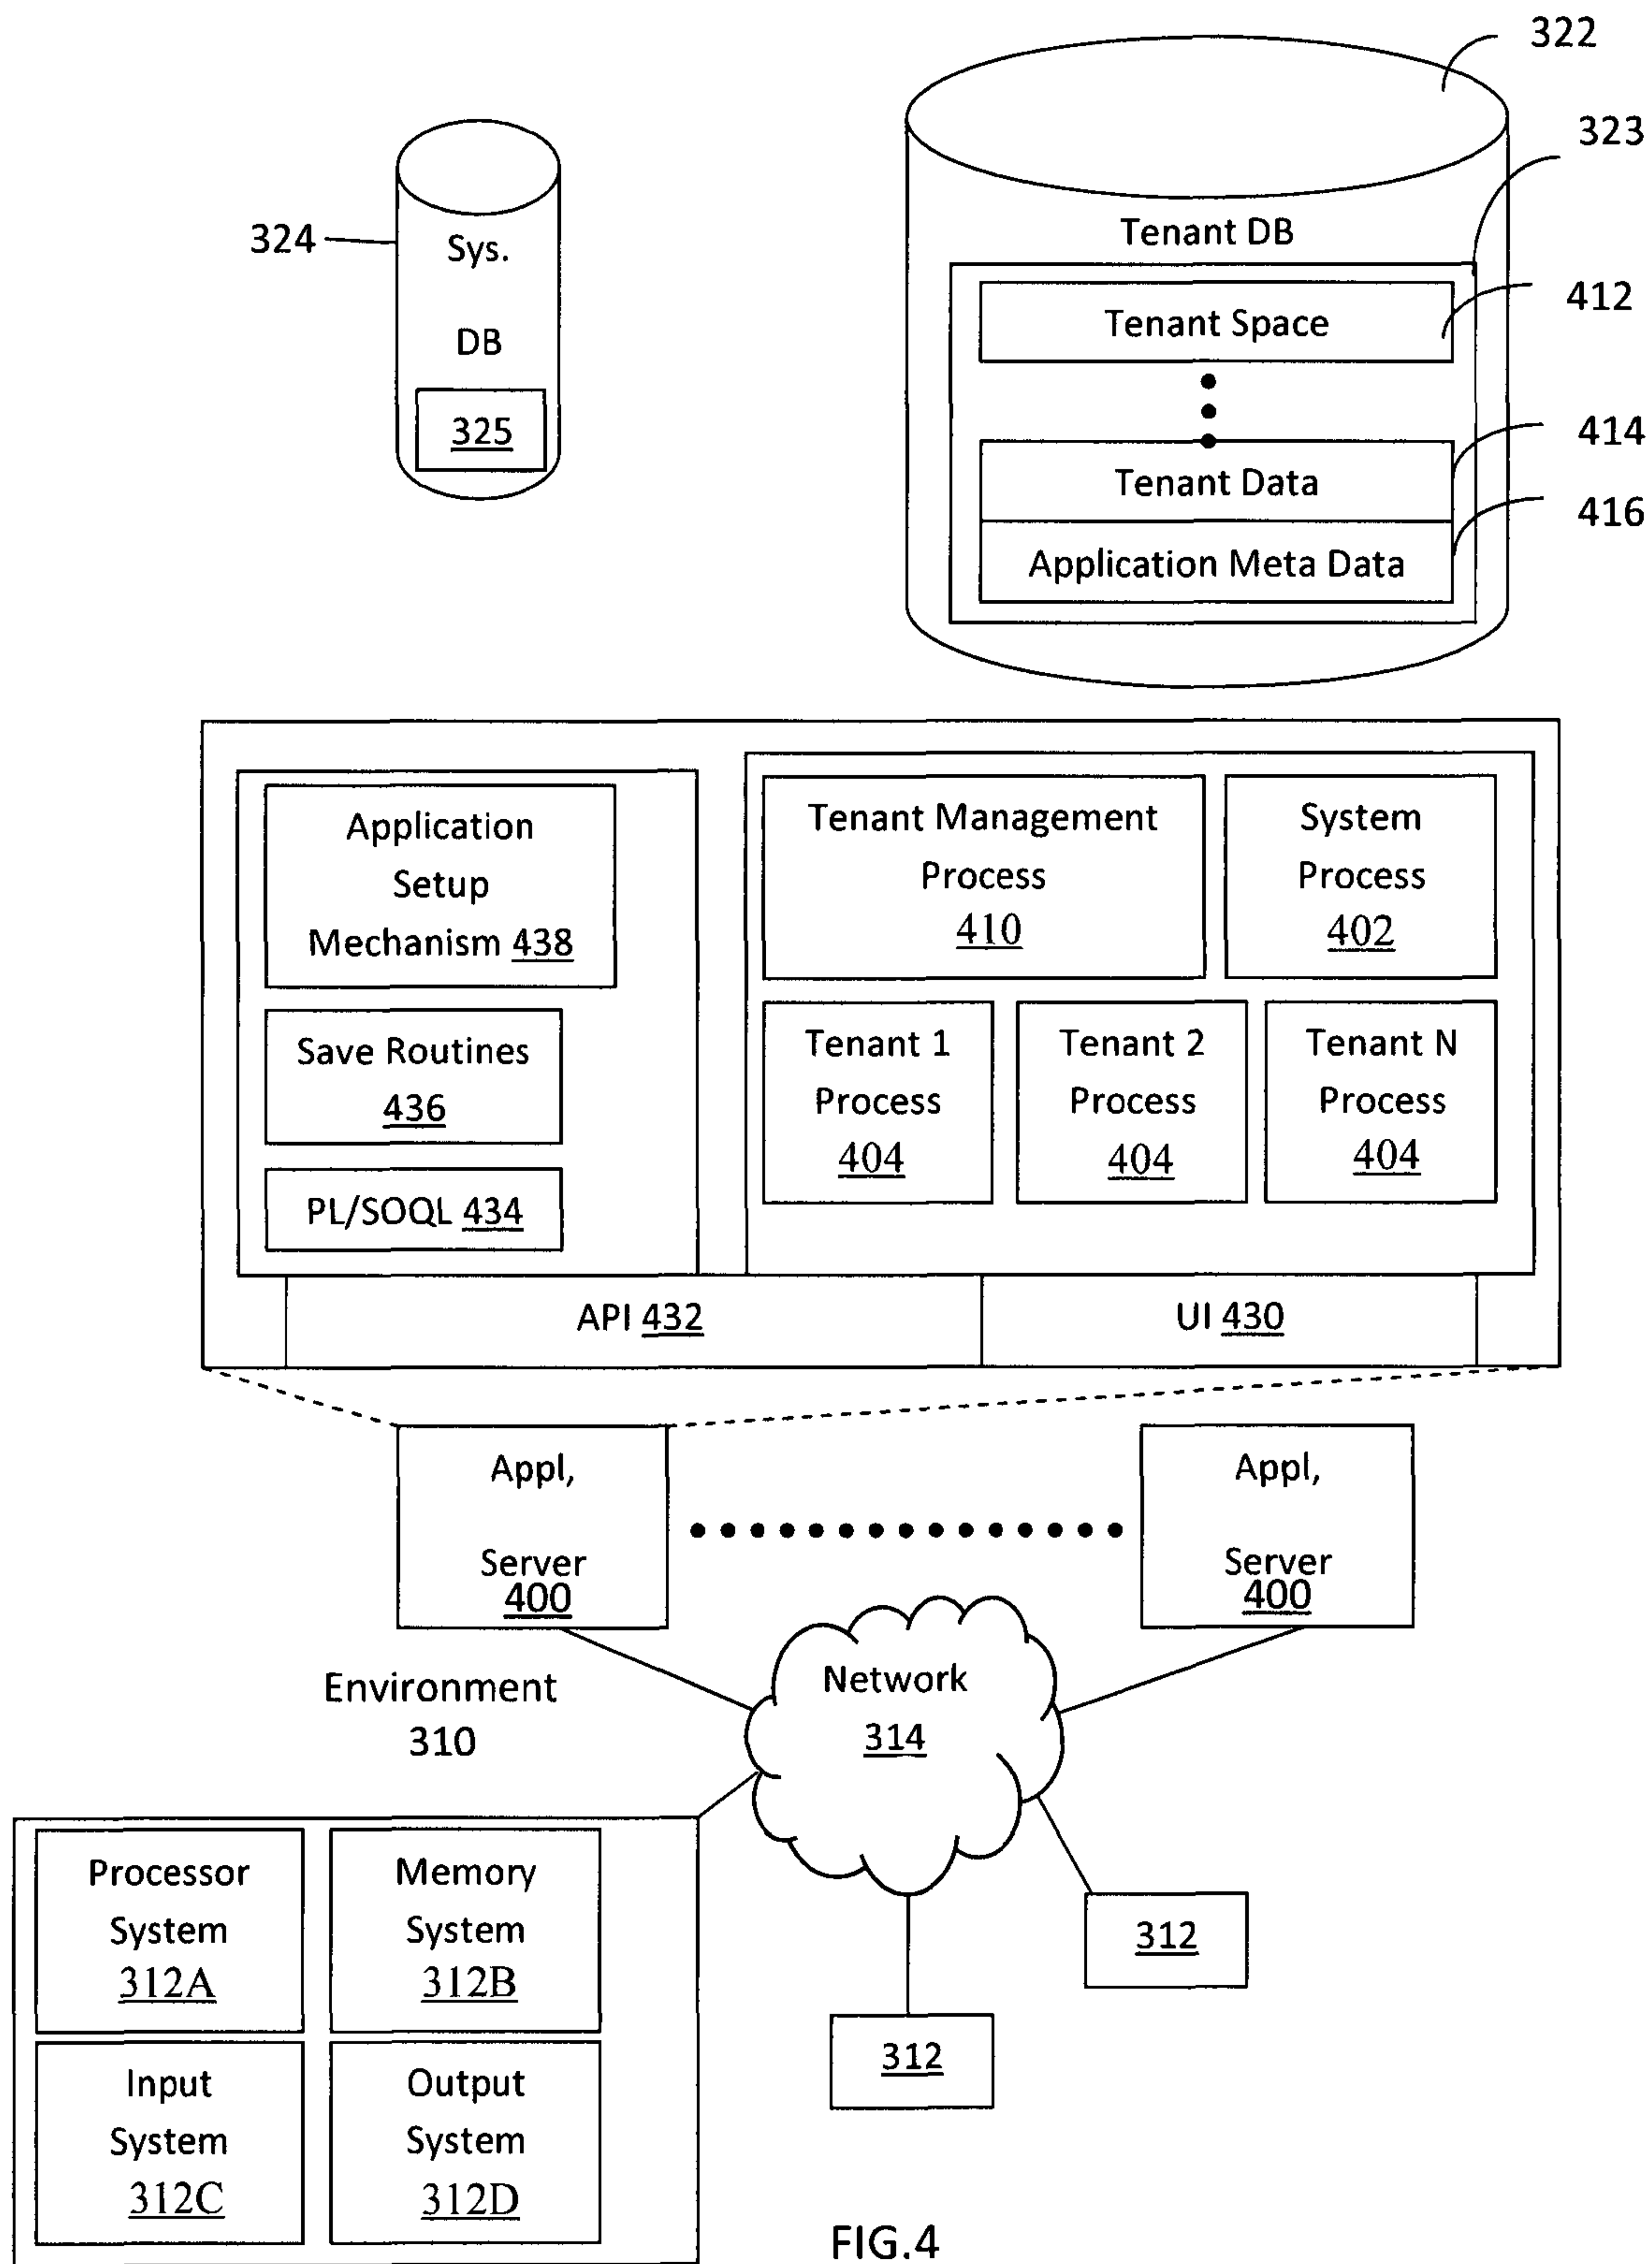 322
323
324
Sys.
DB
325
Tenant DB
412
Tenant Space
414
Tenant Data
416
Application Meta Data
Application
Setup
Mechanism 438
Save Routines
436
PL/SOQL 434
Tenant Management
Process
410
System
Process
402
Tenant 1
Process
404
Tenant 2
Process
404
Tenant N
Process
404
API 432
UI 430
Appl,
Server
400
Appl,
Server
400
Environment
310
Network
314
Processor
System
312A
Memory
System
312B
Input
System
312C
Output
System
312D
312
312
FIG.4